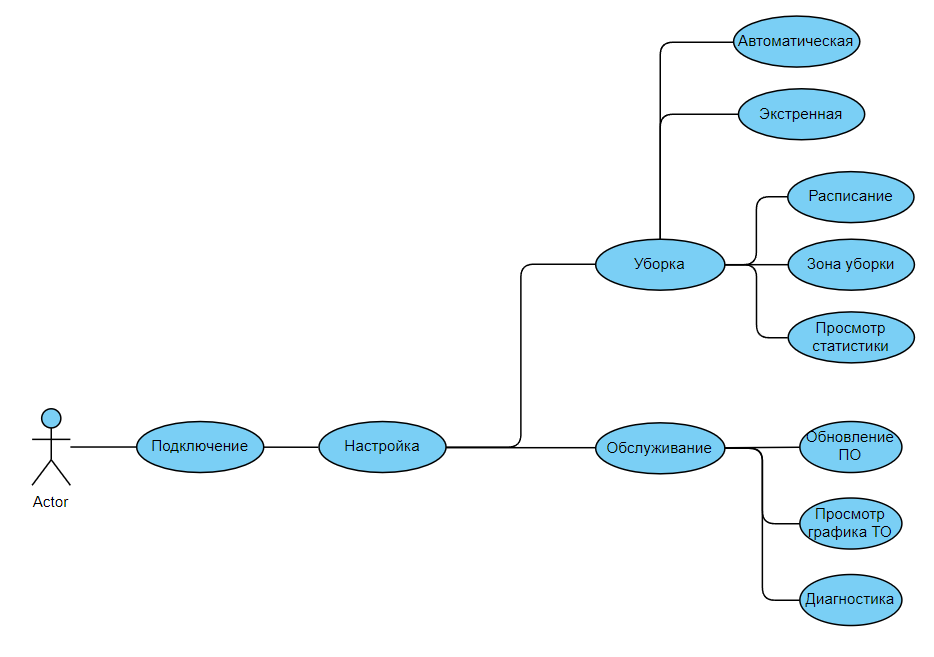 Автоматическая
Экстренная
Расписание
Уборка
Зона уборки
Просмотр
статистики
Подключение
Настройка
Обслуживание
Обновление
ПО
Actor
Просмотр
графика ТО
Диагностика